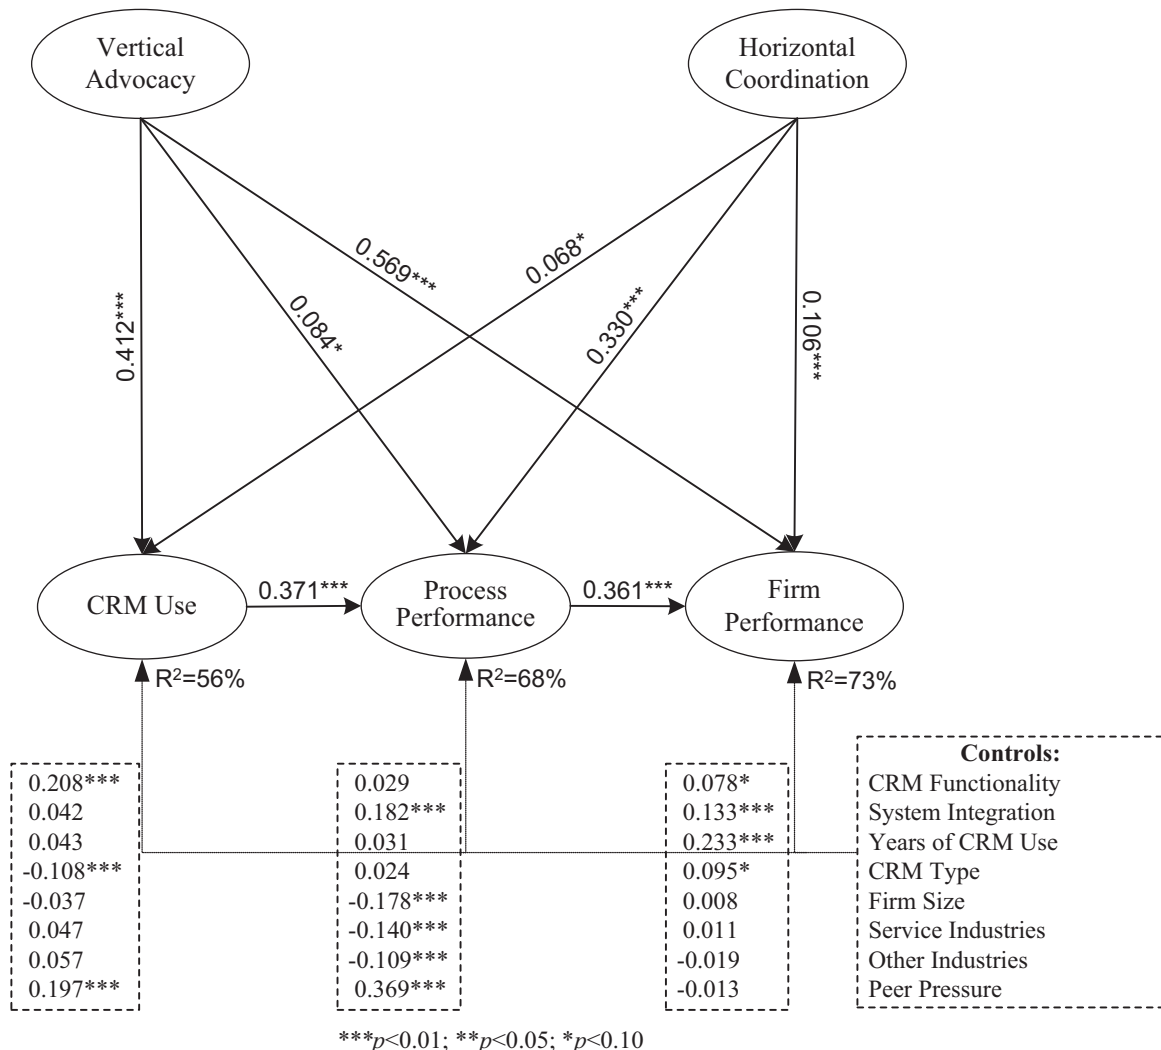 Vertical
Advocacy
Horizontal
Coordination
0.412***
0.084*
0.569***
0.068*
0.330***
0.106***
CRM Use
0.371***
Process
Performance
0.361***
Firm
Performance
R²=56%
R²=68%
R²=73%
Controls:
0.208*** 0.029 0.078* CRM Functionality
0.042 0.182*** 0.133*** System Integration
0.043 0.031 0.233*** Years of CRM Use
-0.108*** 0.024 0.095* CRM Type
-0.037 -0.178*** 0.008 Firm Size
0.047 -0.140*** 0.011 Service Industries
0.057 -0.109*** -0.019 Other Industries
0.197*** 0.369*** -0.013 Peer Pressure
***p<0.01; **p<0.05; *p<0.10